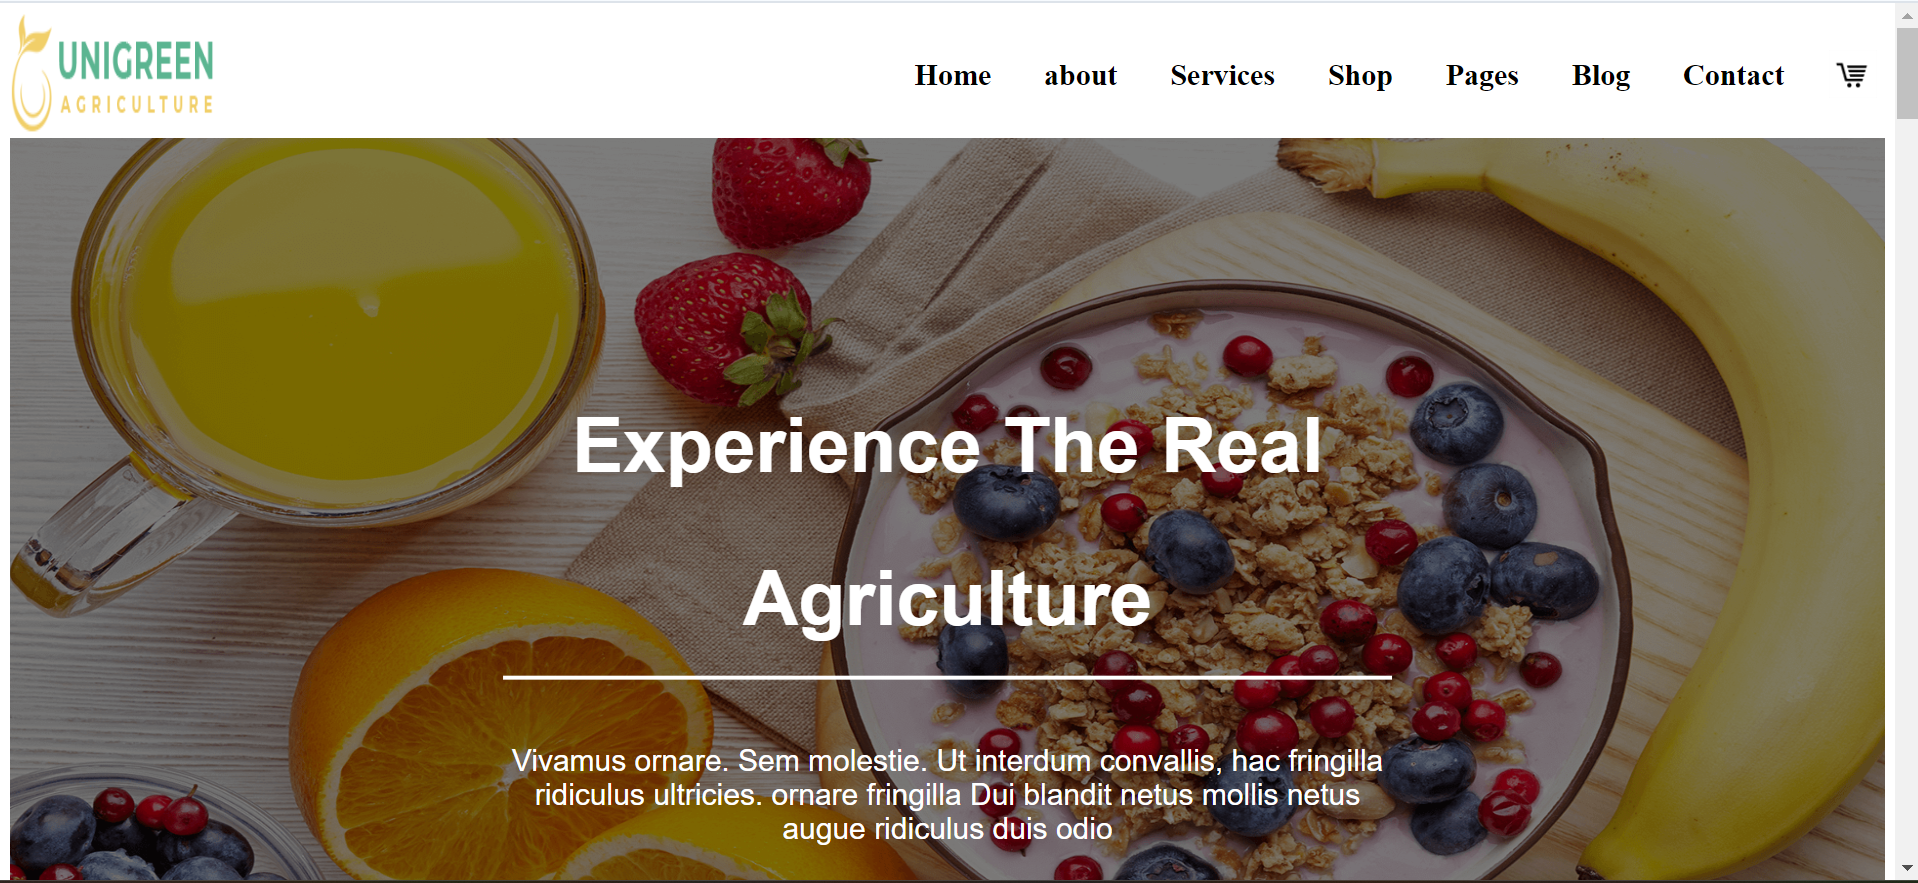 UNIGREEN
AGRICULTURE
Home about Services Shop Pages Blog Contact
Experience The Real
Agriculture
Vivamus ornare. Sem molestie. Ut interdum convallis, hac fringilla
ridiculus ultricies. ornare fringilla Dui blandit netus mollis netus
augue ridiculus duis odio